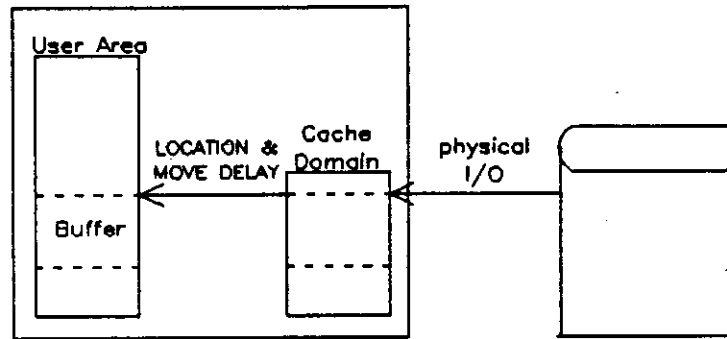 User Area
LOCATION &
MOVE DELAY
Cache
Domain
physical
I/O
Buffer